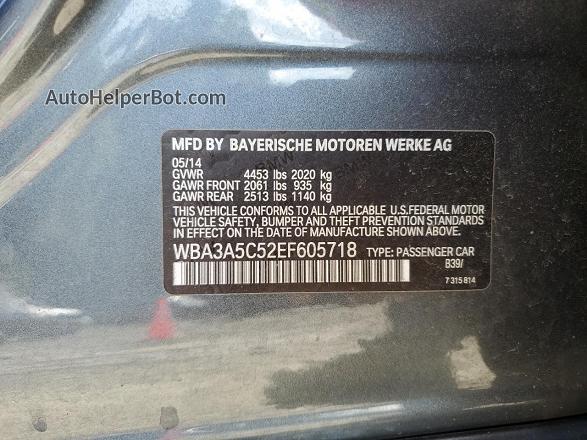 AutoHelperBot.com
MFD BY BAYERISCHE MOTOREN WERKE AG
05/14
GVWR 4453 lbs 2020 kg
GAWR FRONT 2061 lbs 935 kg
GAWR REAR 2513 lbs 1140 kg
THIS VEHICLE CONFORMS TO ALL APPLICABLE U.S.FEDERAL MOTOR
VEHICLE SAFETY, BUMPER, AND THEFT PREVENTION STANDARDS
IN EFFECT ON THE DATE OF MANUFACTURE SHOWN ABOVE.
WBA3A5C52EF605718 TYPE: PASSENGER CAR
B39/
7 315 814